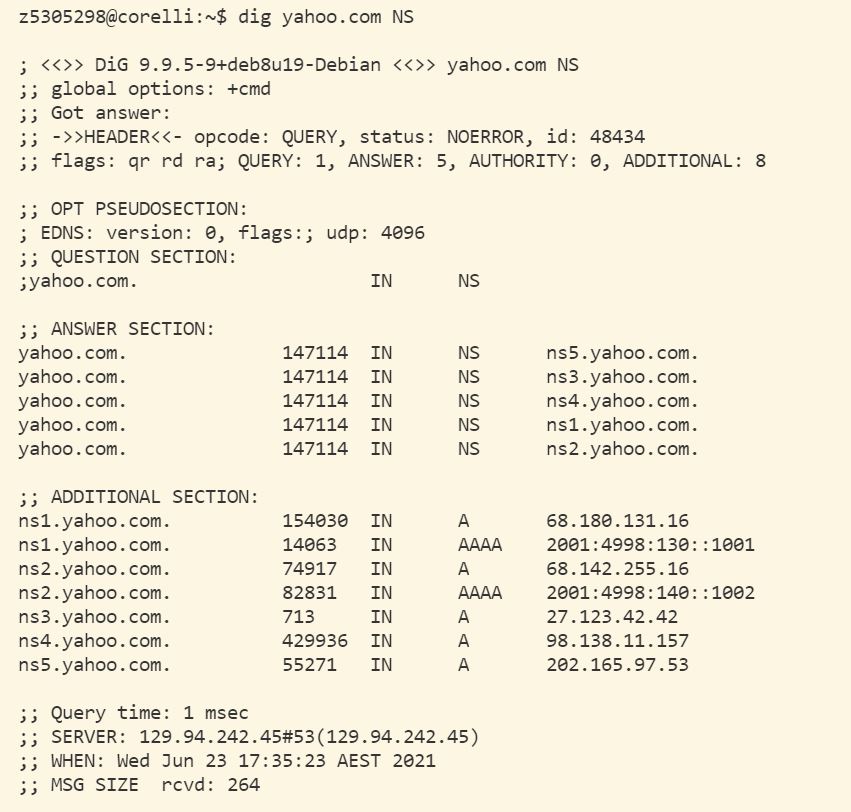 z5305298@corelli:~$ dig yahoo.com NS
; <<>> DiG 9.9.5-9+deb8u19-Debian <<>> yahoo.com NS
;; global options: +cmd
;; Got answer:
;; ->>HEADER<<- opcode: QUERY, status: NOERROR, id: 48434
;; flags: qr rd ra; QUERY: 1, ANSWER: 5, AUTHORITY: 0, ADDITIONAL: 8
;; OPT PSEUDOSECTION:
; EDNS: version: 0, flags:; udp: 4096
;; QUESTION SECTION:
;yahoo.com. IN NS
;; ANSWER SECTION:
yahoo.com. 147114 IN NS ns5.yahoo.com.
yahoo.com. 147114 IN NS ns3.yahoo.com.
yahoo.com. 147114 IN NS ns4.yahoo.com.
yahoo.com. 147114 IN NS ns1.yahoo.com.
yahoo.com. 147114 IN NS ns2.yahoo.com.
;; ADDITIONAL SECTION:
ns1.yahoo.com. 154030 IN A 68.180.131.16
ns1.yahoo.com. 14063 IN AAAA 2001:4998:130::1001
ns2.yahoo.com. 74917 IN A 68.142.255.16
ns2.yahoo.com. 82831 IN AAAA 2001:4998:140::1002
ns3.yahoo.com. 713 IN A 27.123.42.42
ns4.yahoo.com. 429936 IN A 98.138.11.157
ns5.yahoo.com. 55271 IN A 202.165.97.53
;; Query time: 1 msec
;; SERVER: 129.94.242.45#53(129.94.242.45)
;; WHEN: Wed Jun 23 17:35:23 AEST 2021
;; MSG SIZE rcvd: 264